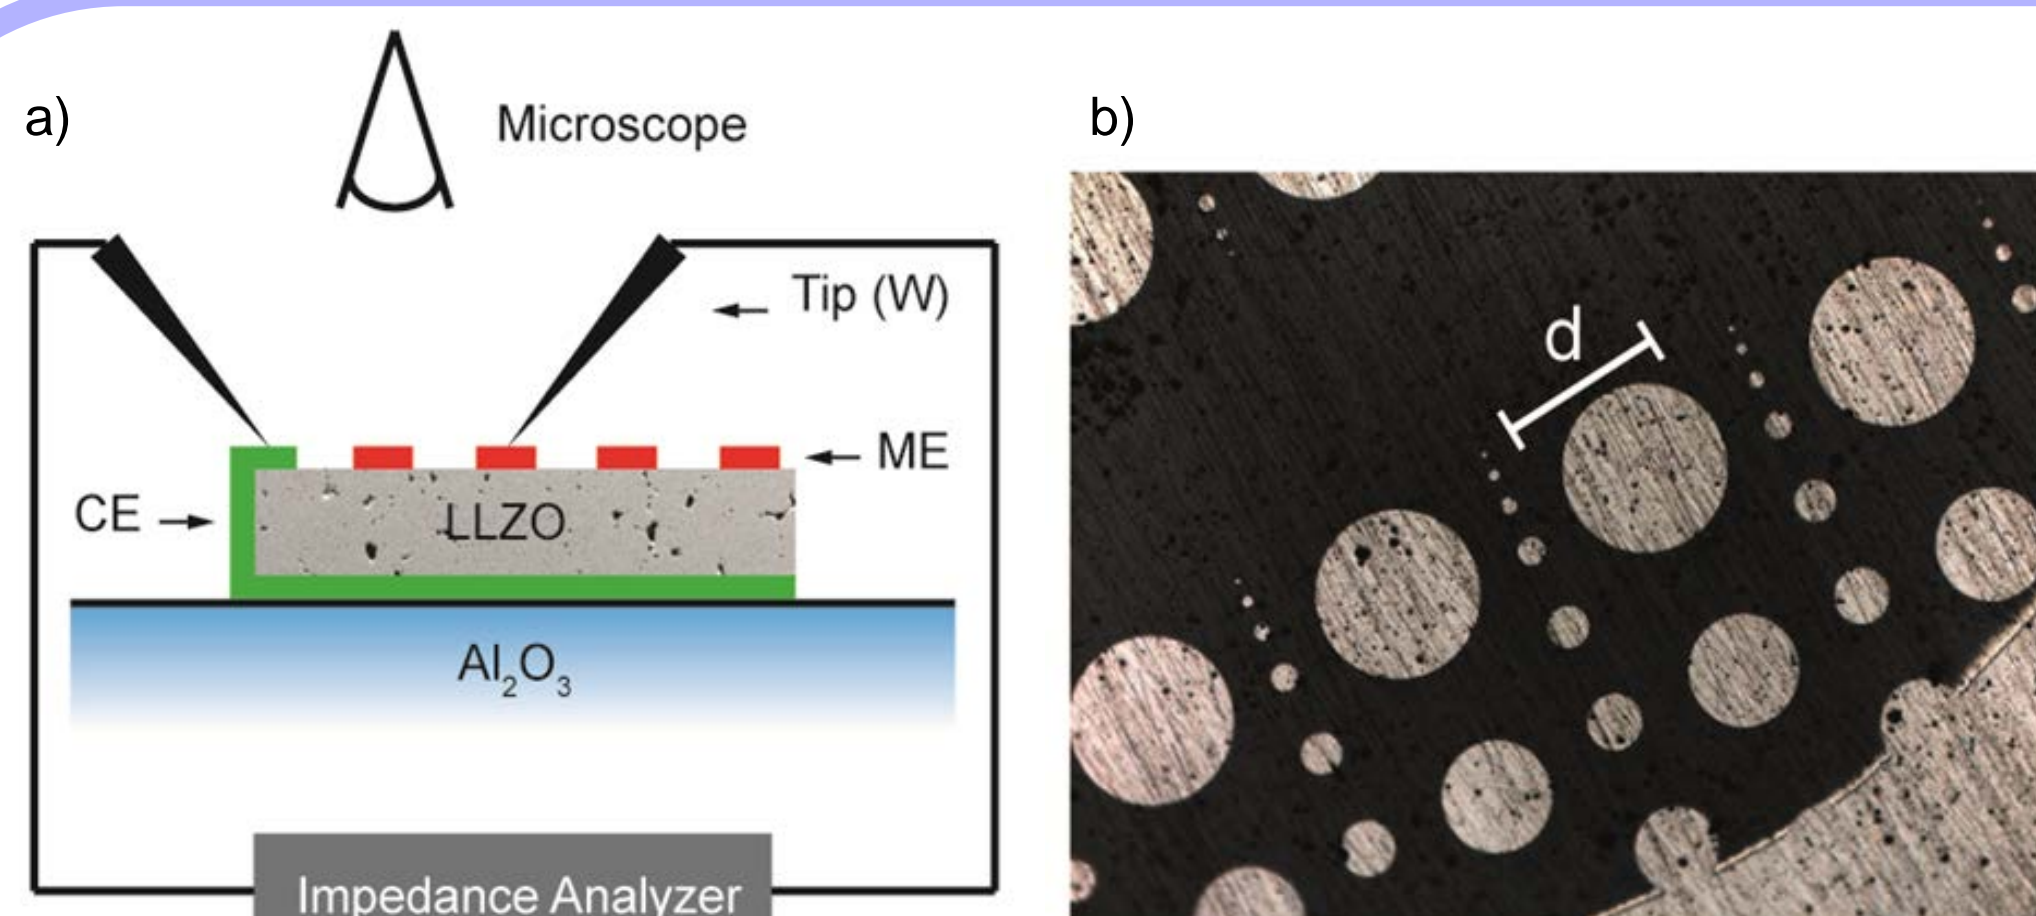 a)
Microscope
Tip (W)
ME
CE
LLZO
Al₂O₃
Impedance Analyzer
b)
d